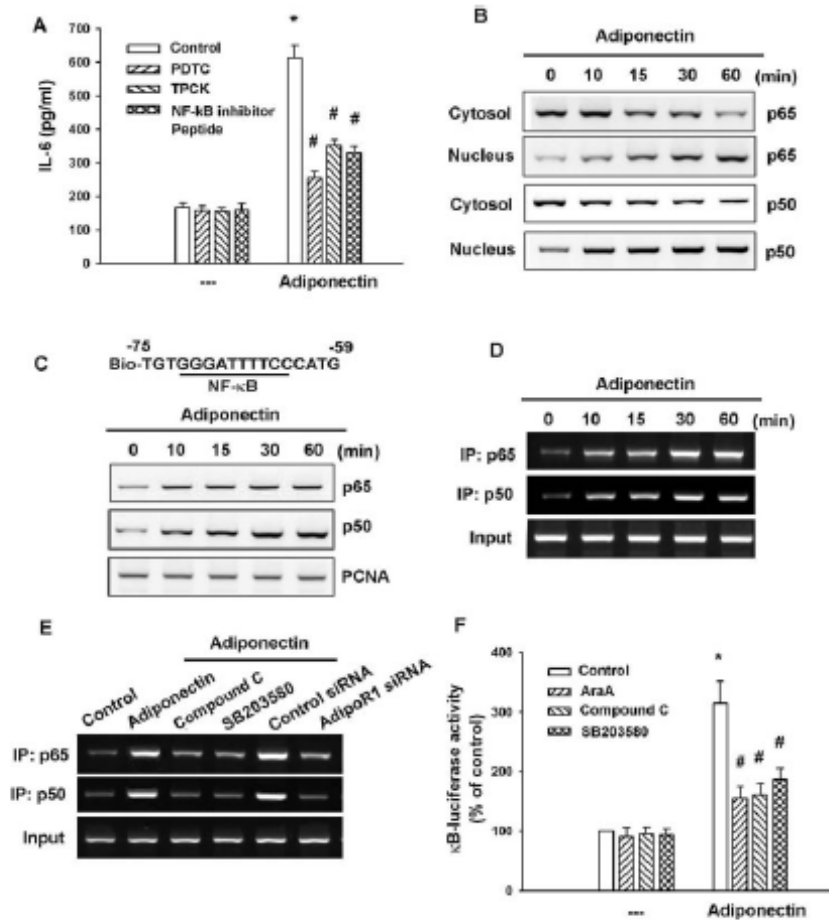 A
IL-6 (pg/ml)
700
600
500
400
300
200
100
0
Control
PDTC
TPCK
NF-kB inhibitor
Peptide
*
# # #
---
Adiponectin
B
Adiponectin
0 10 15 30 60 (min)
Cytosol p65
Nucleus p65
Cytosol p50
Nucleus p50
C
-75 -59
Bio-TGTGGGATTTTCCCATG
NF-κB
Adiponectin
0 10 15 30 60 (min)
p65
p50
PCNA
D
Adiponectin
0 10 15 30 60 (min)
IP: p65
IP: p50
Input
E
Adiponectin
Control Adiponectin Compound C SB203580 Control siRNA AdipoR1 siRNA
IP: p65
IP: p50
Input
F
κB-luciferase activity
(% of control)
400
300
200
100
0
Control
AraA
Compound C
SB203580
*
# # #
---
Adiponectin